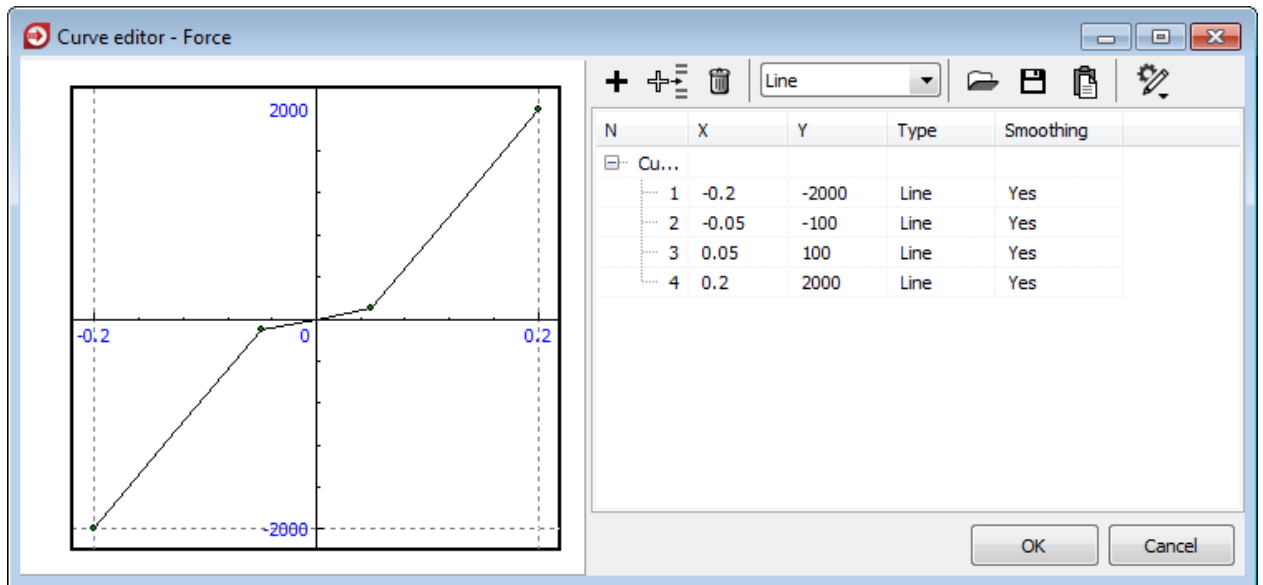 Curve editor - Force
2000
-0.2
0
0.2
-2000
Line
N X Y Type Smoothing
Cu...
1 -0.2 -2000 Line Yes
2 -0.05 -100 Line Yes
3 0.05 100 Line Yes
4 0.2 2000 Line Yes
OK Cancel